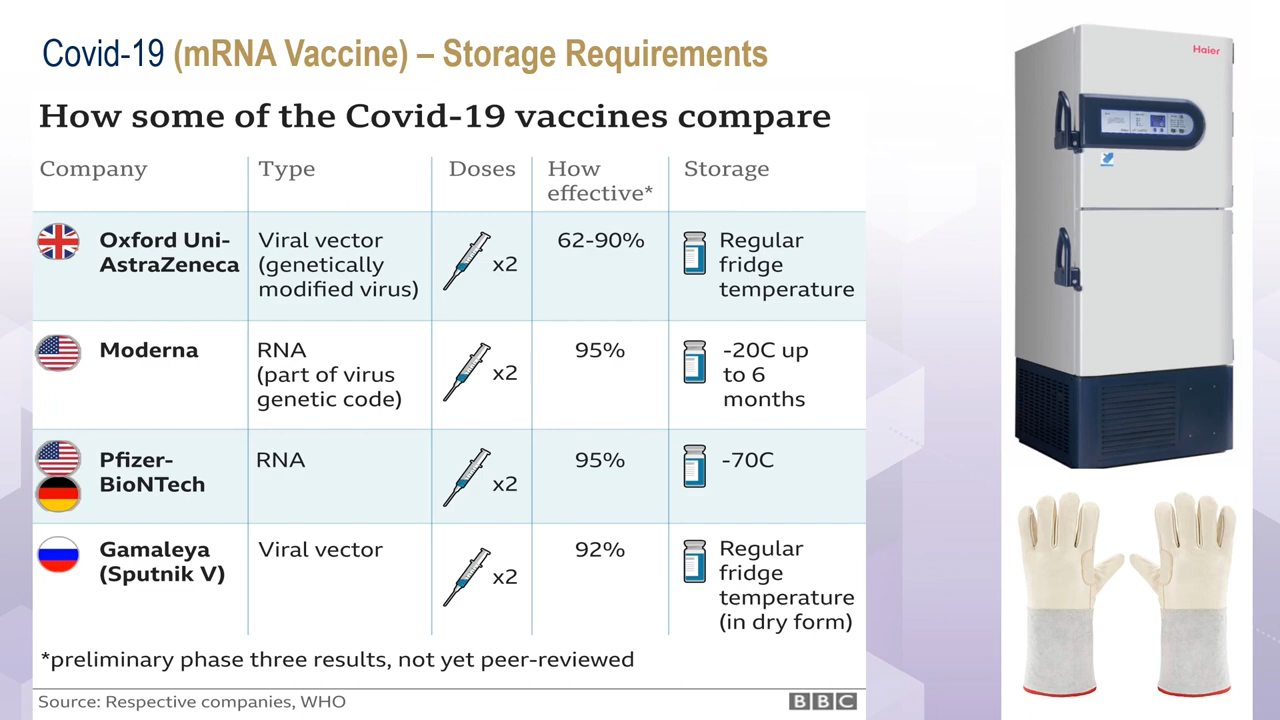 Covid-19 (mRNA Vaccine) – Storage Requirements
How some of the Covid-19 vaccines compare
Company Type Doses How effective* Storage
Oxford Uni-
AstraZeneca
Viral vector
(genetically
modified virus)
x2
62-90%
Regular
fridge
temperature
Moderna
RNA
(part of virus
genetic code)
x2
95%
-20C up
to 6
months
Pfizer-
BioNTech
RNA
x2
95%
-70C
Gamaleya
(Sputnik V)
Viral vector
x2
92%
Regular
fridge
temperature
(in dry form)
*preliminary phase three results, not yet peer-reviewed
Source: Respective companies, WHO
BBC
Haier